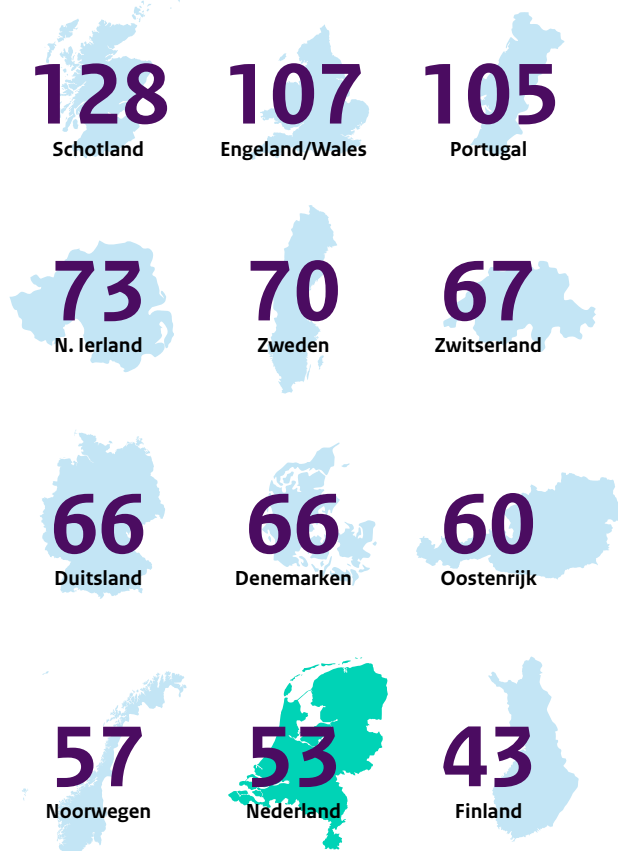 128
Schotland
107
Engeland/Wales
105
Portugal
73
N. Ierland
70
Zweden
67
Zwitserland
66
Duitsland
66
Denemarken
60
Oostenrijk
57
Noorwegen
53
Nederland
43
Finland